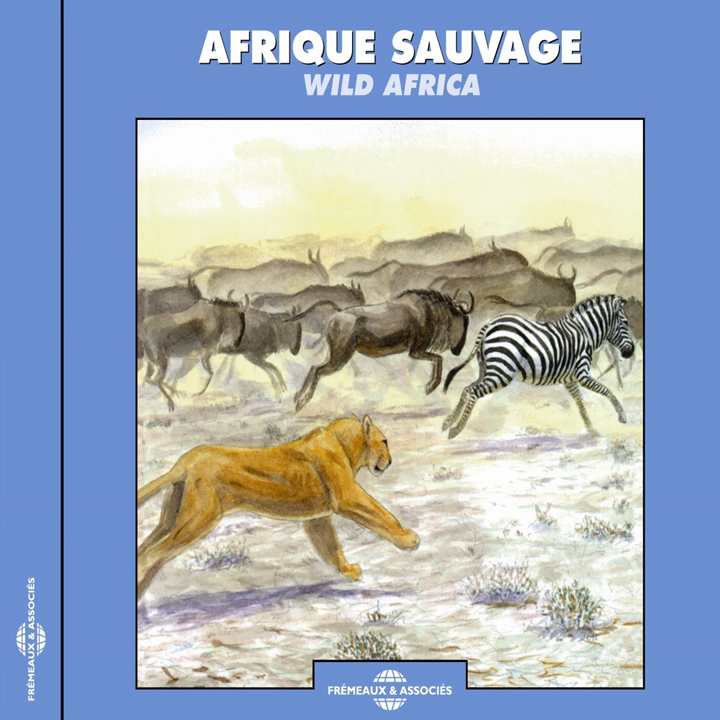 AFRIQUE SAUVAGE
WILD AFRICA
FRÉMEAUX & ASSOCIÉS
FRÉMEAUX & ASSOCIÉS